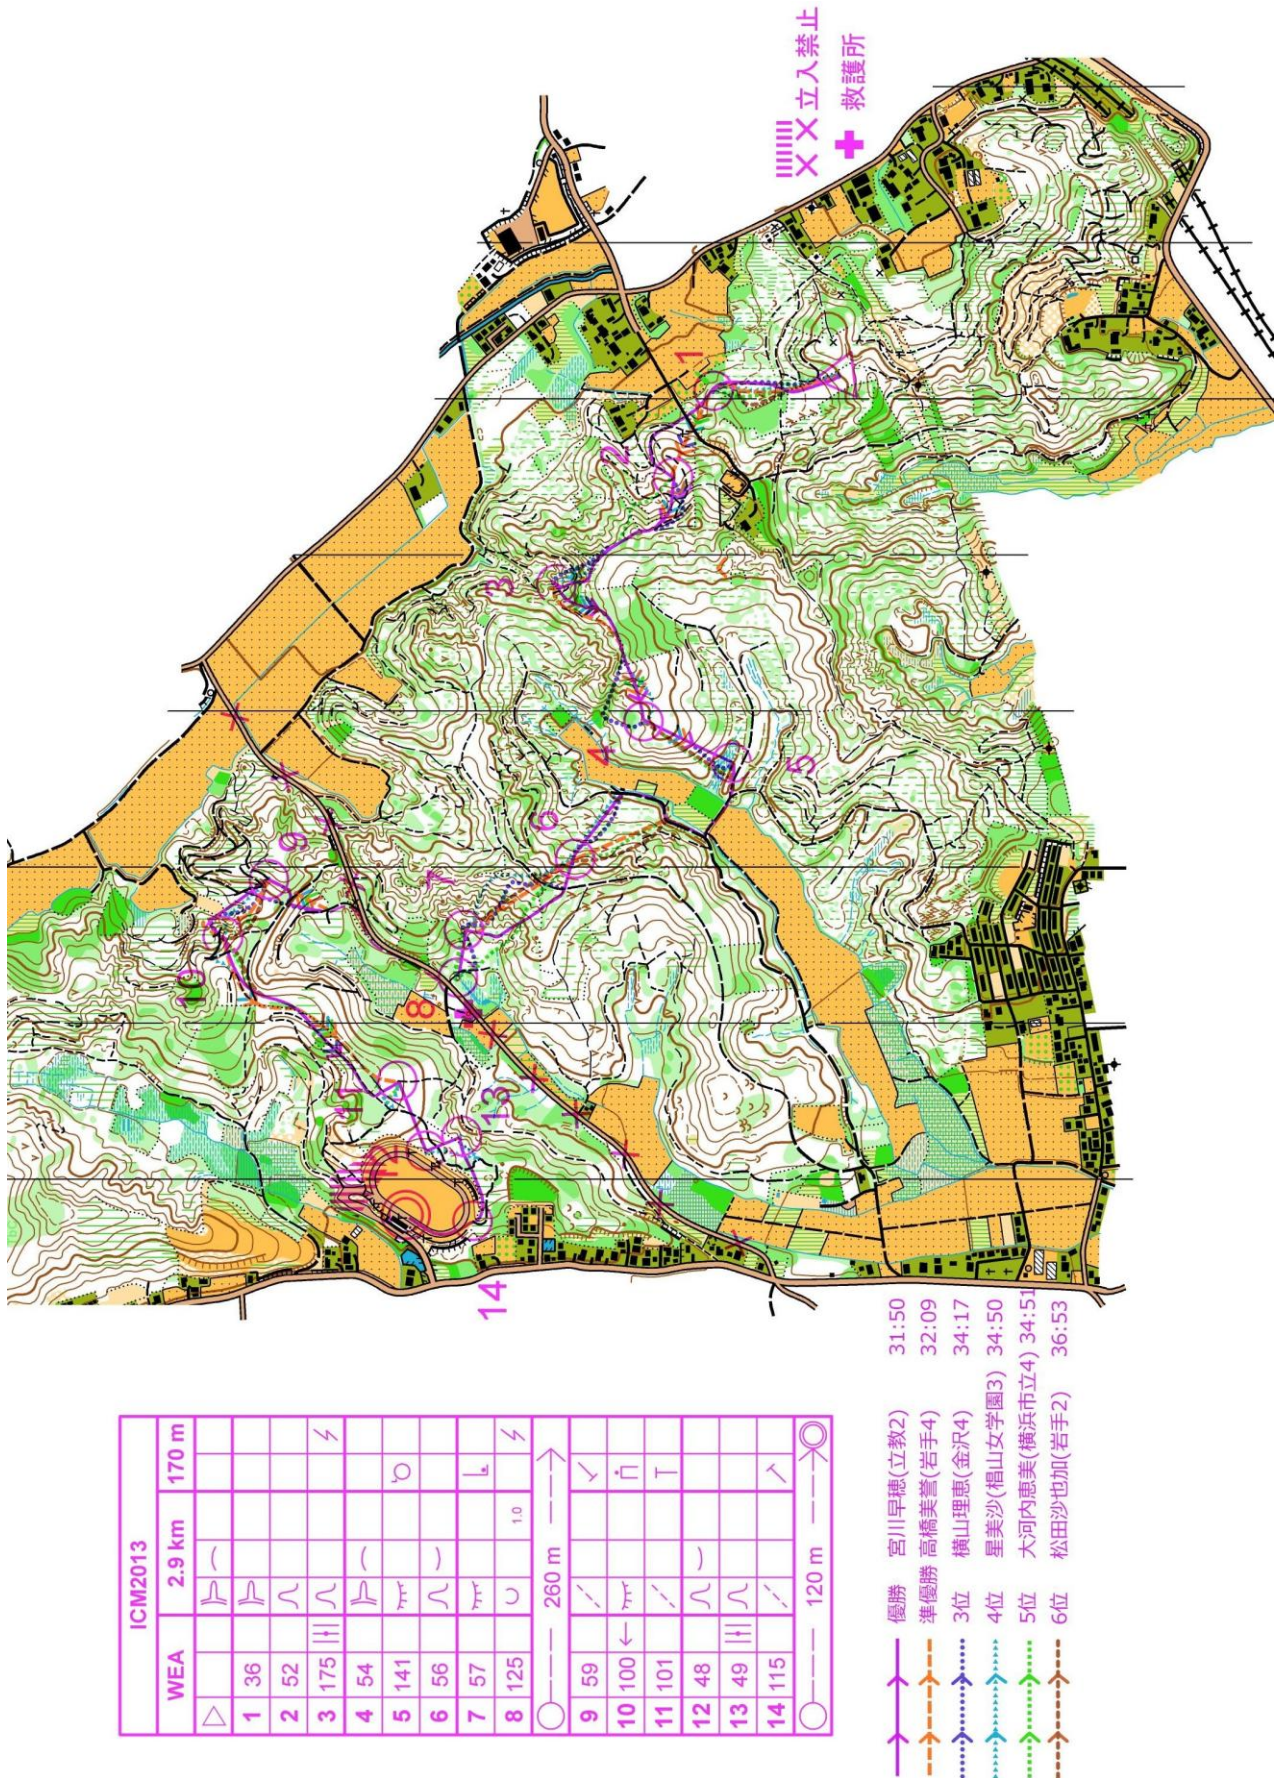 立入禁止
救護所
1
2
3
4
5
6
7
8
9
10
11
12
13
14
ICM2013
WEA 2.9 km 170 m
1 36
2 52
3 175
4 54
5 141
6 56
7 57
8 125 1.0
260 m
9 59
10 100
11 101
12 48
13 49
14 115
120 m
優勝 宮川早穂(立教2) 31:50
準優勝 高橋美誉(岩手4) 32:09
3位 横山理恵(金沢4) 34:17
4位 星美沙(椙山女学園3) 34:50
5位 大河内恵美(横浜市立4) 34:51
6位 松田沙也加(岩手2) 36:53